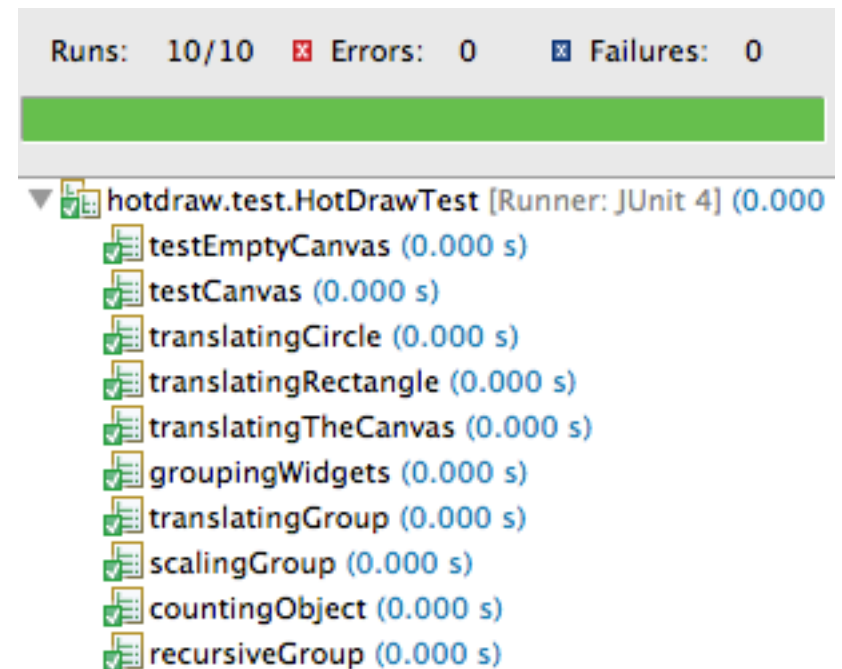 Runs: 10/10 Errors: 0 Failures: 0
hotdraw.test.HotDrawTest [Runner: JUnit 4] (0.000
testEmptyCanvas (0.000 s)
testCanvas (0.000 s)
translatingCircle (0.000 s)
translatingRectangle (0.000 s)
translatingTheCanvas (0.000 s)
groupingWidgets (0.000 s)
translatingGroup (0.000 s)
scalingGroup (0.000 s)
countingObject (0.000 s)
recursiveGroup (0.000 s)